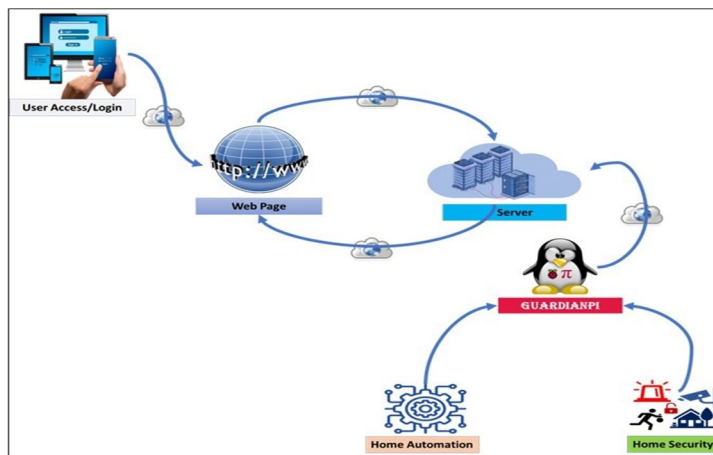 User Access/Login
http://www
Web Page
Server
π
GUARDIANPI
Home Automation
Home Security